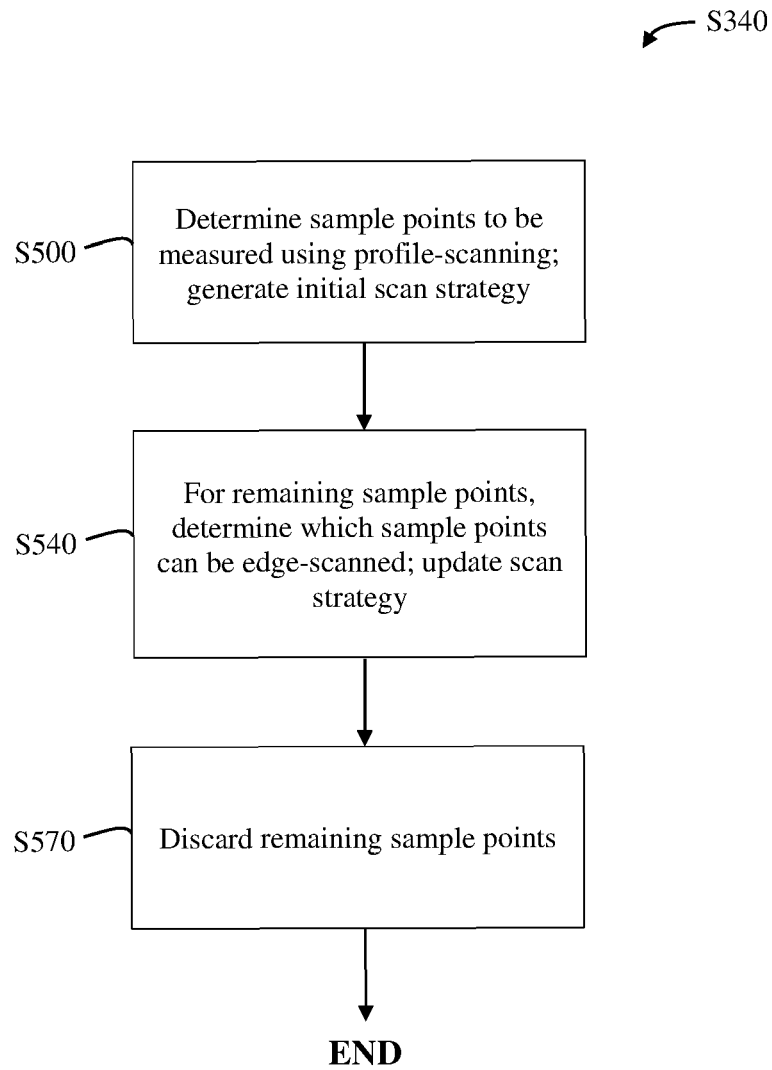 S340
S500
Determine sample points to be
measured using profile-scanning;
generate initial scan strategy
S540
For remaining sample points,
determine which sample points
can be edge-scanned; update scan
strategy
S570
Discard remaining sample points
END